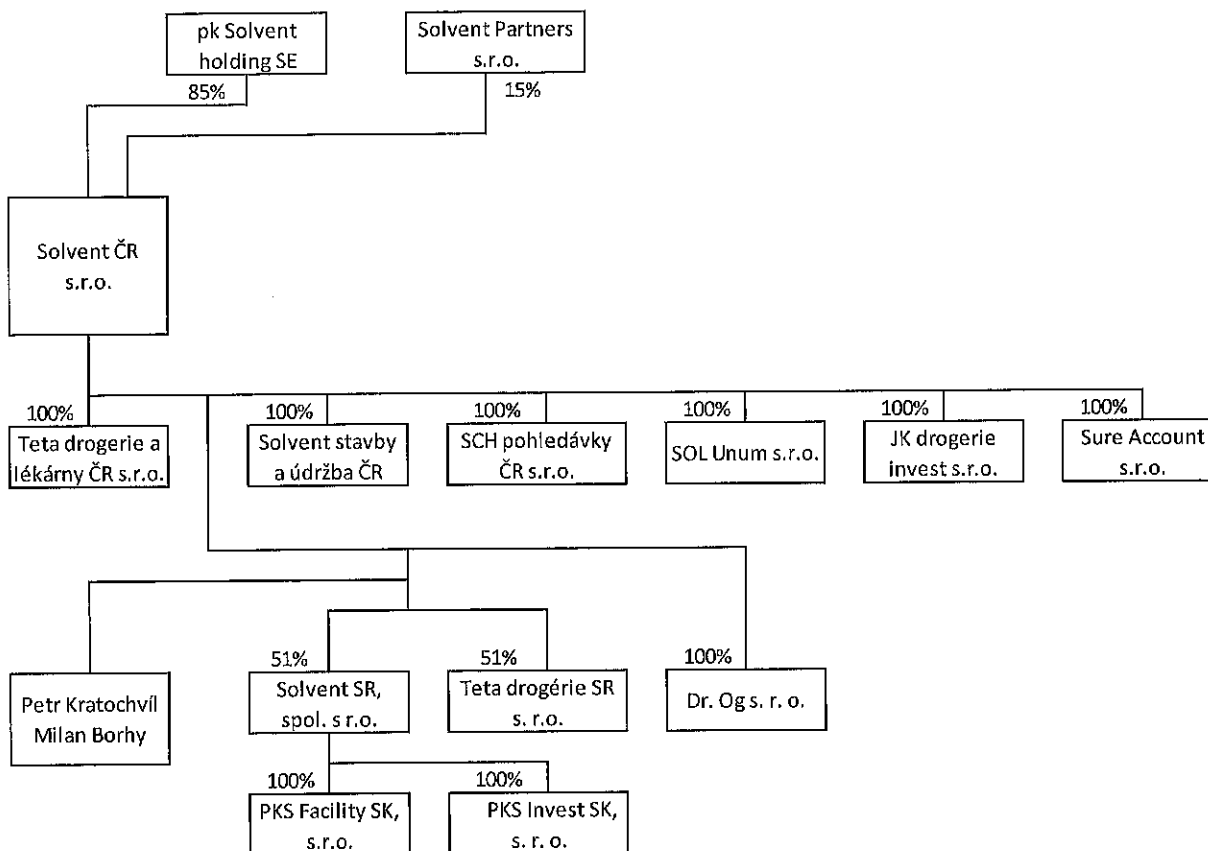 pk Solvent
holding SE
Solvent Partners
s.r.o.
85%
15%
Solvent ČR
s.r.o.
100%
100%
100%
100%
100%
100%
Teta drogerie a
lékárny ČR s.r.o.
Solvent stavby
a údržba ČR
SCH pohledávky
ČR s.r.o.
SOL Unum s.r.o.
JK drogerie
invest s.r.o.
Sure Account
s.r.o.
51%
51%
100%
Petr Kratochvíl
Milan Borhy
Solvent SR,
spol. s r.o.
Teta drogérie SR
s. r. o.
Dr. Og s. r. o.
100%
100%
PKS Facility SK,
s.r.o.
PKS Invest SK,
s. r. o.